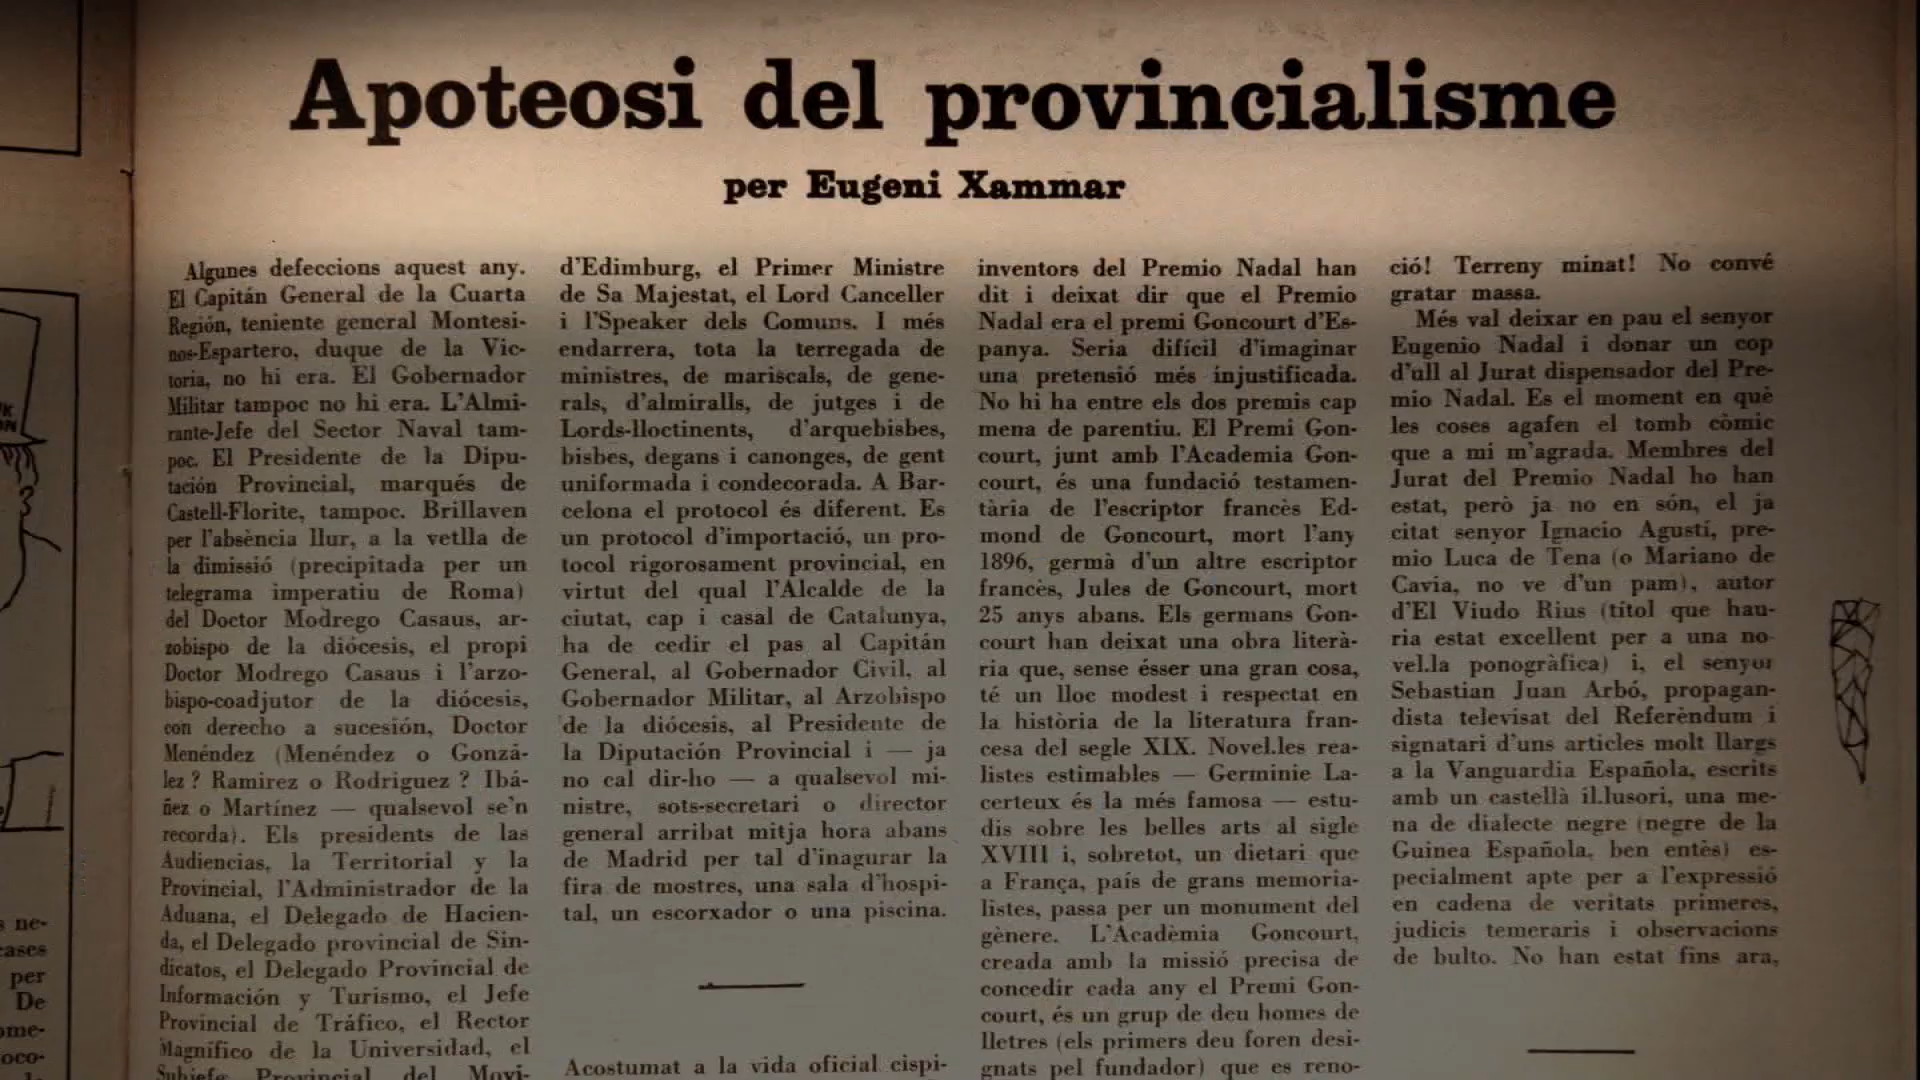 Apoteosi del provincialisme
per Eugeni Xammar
Algunes defeccions aquest any.
El Capitán General de la Cuarta
Región, teniente general Montesi-
nos-Espartero, duque de la Vic-
toria, no hi era. El Gobernador
Militar tampoc no hi era. L'Almi-
rante-Jefe del Sector Naval tam-
poc. El Presidente de la Dipu-
tación Provincial, marqués de
Castell-Florite, tampoc. Brillaven
per l'absència llur, a la vetlla de
la dimissió (precipitada per un
telegrama imperatiu de Roma)
del Doctor Modrego Casaus, ar-
zobispo de la diócesis, el propi
Doctor Modrego Casaus i l'arzo-
bispo-coadjutor de la diócesis,
con derecho a sucesión, Doctor
Menéndez (Menéndez o Gonzá-
lez? Ramirez o Rodriguez? Ibá-
ñez o Martínez — qualsevol se'n
recorda). Els presidents de las
Audiencias, la Territorial y la
Provincial, l'Administrador de la
Aduana, el Delegado de Hacien-
da, el Delegado provincial de Sin-
dicatos, el Delegado Provincial de
Información y Turismo, el Jefe
Provincial de Tráfico, el Rector
Magnífico de la Universidad, el
Subjefe Provincial del Movi-
d'Edimburg, el Primer Ministre
de Sa Majestat, el Lord Canceller
i l'Speaker dels Comuns. I més
endarrera, tota la terregada de
ministres, de mariscals, de gene-
rals, d'almiralls, de jutges i de
Lords-lloctinents, d'arquebisbes,
bisbes, degans i canonges, de gent
uniformada i condecorada. A Bar-
celona el protocol és diferent. Es
un protocol d'importació, un pro-
tocol rigorosament provincial, en
virtut del qual l'Alcalde de la
ciutat, cap i casal de Catalunya,
ha de cedir el pas al Capitán
General, al Gobernador Civil, al
Gobernador Militar, al Arzobispo
de la diócesis, al Presidente de
la Diputación Provincial i — ja
no cal dir-ho — a qualsevol mi-
nistre, sots-secretari o director
general arribat mitja hora abans
de Madrid per tal d'inagurar la
fira de mostres, una sala d'hospi-
tal, un escorxador o una piscina.
Acostumat a la vida oficial cispi-
inventors del Premio Nadal han
dit i deixat dir que el Premio
Nadal era el premi Goncourt d'Es-
panya. Seria difícil d'imaginar
una pretensió més injustificada.
No hi ha entre els dos premis cap
mena de parentiu. El Premi Gon-
court, junt amb l'Academia Gon-
court, és una fundació testamen-
tària de l'escriptor francès Ed-
mond de Goncourt, mort l'any
1896, germà d'un altre escriptor
francès, Jules de Goncourt, mort
25 anys abans. Els germans Gon-
court han deixat una obra literà-
ria que, sense ésser una gran cosa,
té un lloc modest i respectat en
la història de la literatura fran-
cesa del segle XIX. Novel.les rea-
listes estimables — Germinie La-
certeux és la més famosa — estu-
dis sobre les belles arts al sigle
XVIII i, sobretot, un dietari que
a França, país de grans memoria-
listes, passa per un monument del
gènere. L'Acadèmia Goncourt,
creada amb la missió precisa de
concedir cada any el Premi Gon-
court, és un grup de deu homes de
lletres (els primers deu foren desi-
gnats pel fundador) que es reno-
ció! Terreny minat! No convé
gratar massa.
Més val deixar en pau el senyor
Eugenio Nadal i donar un cop
d'ull al Jurat dispensador del Pre-
mio Nadal. Es el moment en què
les coses agafen el tomb còmic
que a mi m'agrada. Membres del
Jurat del Premio Nadal ho han
estat, però ja no en són, el ja
citat senyor Ignacio Agustí, pre-
mio Luca de Tena (o Mariano de
Cavia, no ve d'un pam), autor
d'El Viudo Rius (títol que hau-
ria estat excellent per a una no-
vel.la ponogràfica) i, el senyor
Sebastian Juan Arbó, propagan-
dista televisat del Referèndum i
signatari d'uns articles molt llargs
a la Vanguardia Española, escrits
amb un castellà il.lusori, una me-
na de dialecte negre (negre de la
Guinea Española, ben entès) es-
pecialment apte per a l'expressió
en cadena de veritats primeres,
judicis temeraris i observacions
de bulto. No han estat fins ara,
s ne-
cases
per
De
ome-
oco-